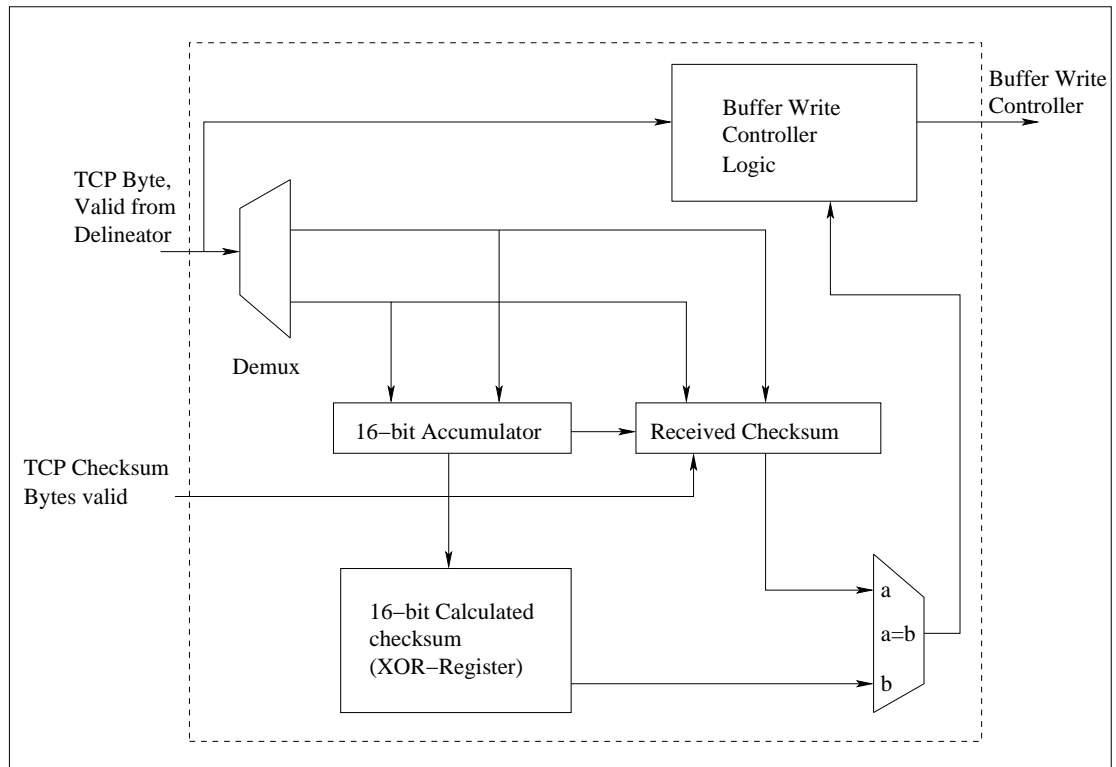 Buffer Write
Controller
Buffer Write
Controller
Logic
TCP Byte,
Valid from
Delineator
Demux
16−bit Accumulator
Received Checksum
TCP Checksum
Bytes valid
16−bit Calculated
checksum
(XOR−Register)
a
a=b
b